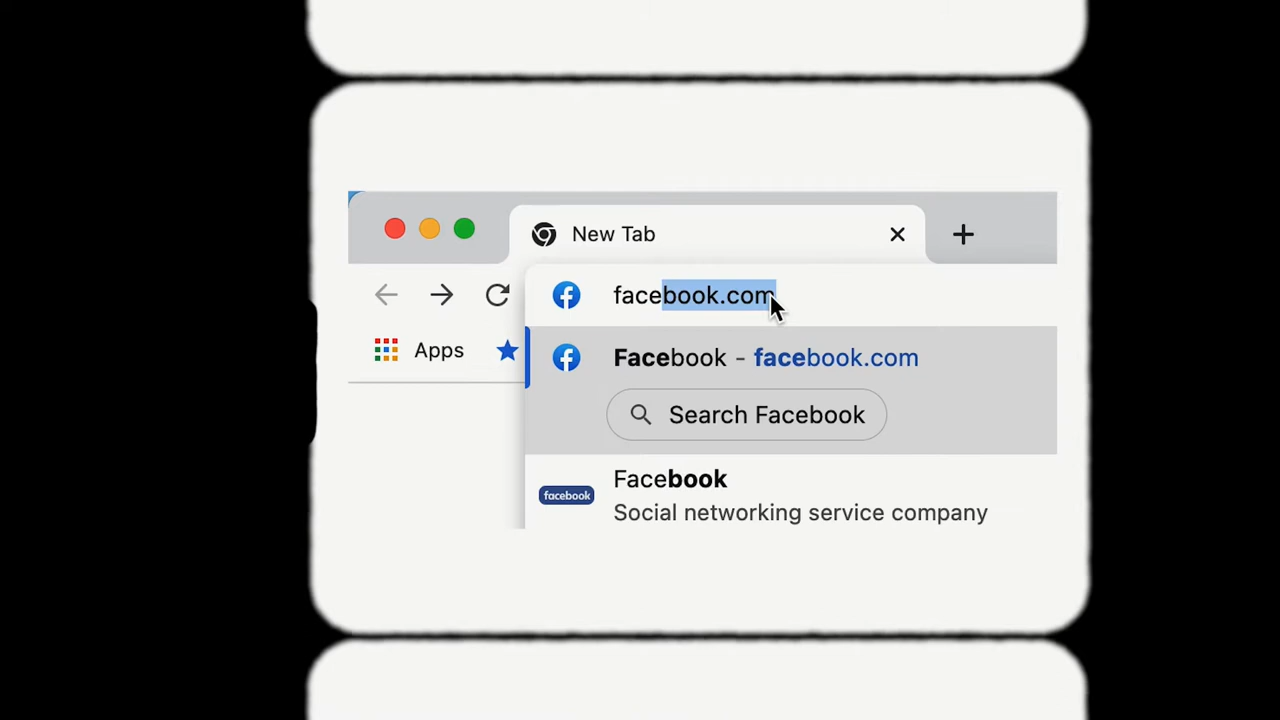 New Tab
facebook.com
Apps
Facebook - facebook.com
Search Facebook
facebook
Facebook
Social networking service company